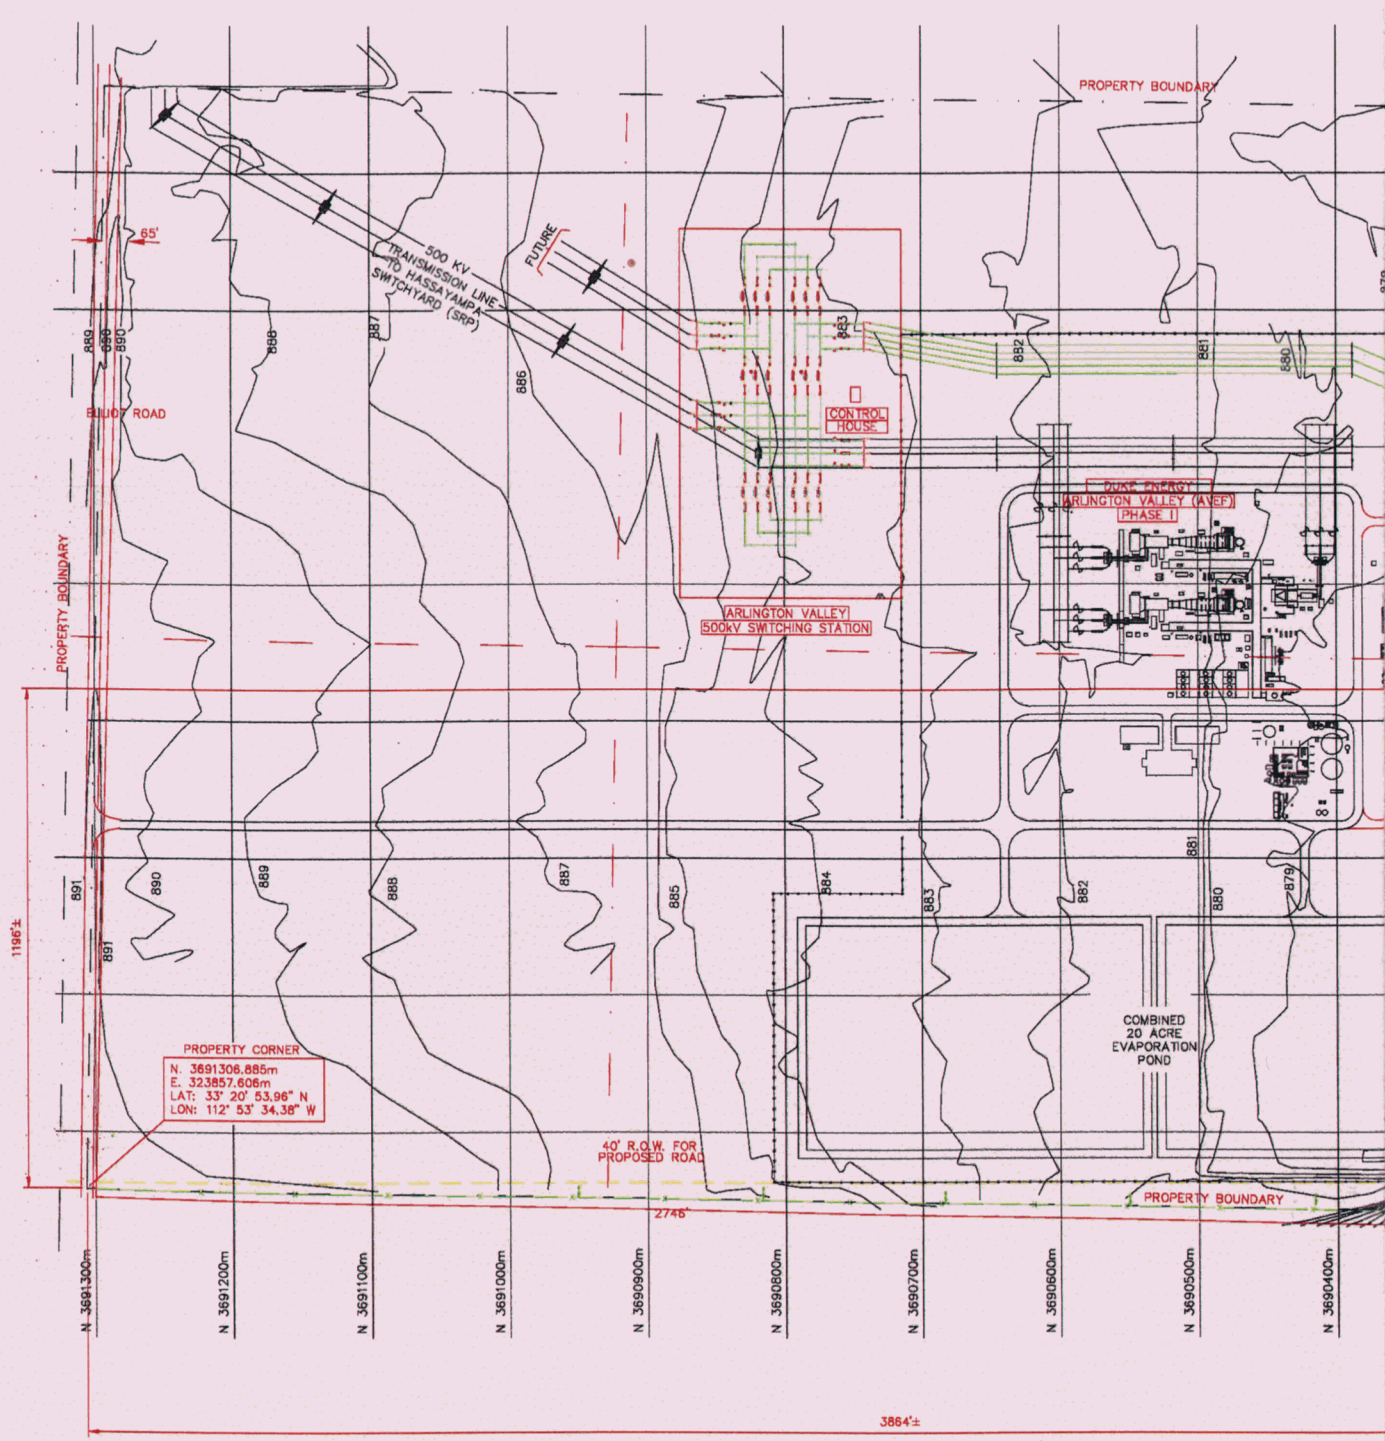 PROPERTY BOUNDARY
65'
FUTURE
500 KV
TRANSMISSION LINE
TO HASSAYAMPA
SWITCHYARD (SRP)
889
890
890
888
887
886
883
882
881
880
ELLIOT ROAD
CONTROL
HOUSE
DUKE ENERGY
ARLINGTON VALLEY (AVEF)
PHASE I
PROPERTY BOUNDARY
ARLINGTON VALLEY
500kV SWITCHING STATION
891
890
889
888
887
885
884
883
882
881
880
879
891
1196'±
COMBINED
20 ACRE
EVAPORATION
POND
PROPERTY CORNER
N. 3691306.885m
E. 323857.606m
LAT: 33° 20' 53.96" N
LON: 112° 53' 34.38" W
40' R.O.W. FOR
PROPOSED ROAD
PROPERTY BOUNDARY
2746'
N 3691300m
N 3691200m
N 3691100m
N 3691000m
N 3690900m
N 3690800m
N 3690700m
N 3690600m
N 3690500m
N 3690400m
3864'±